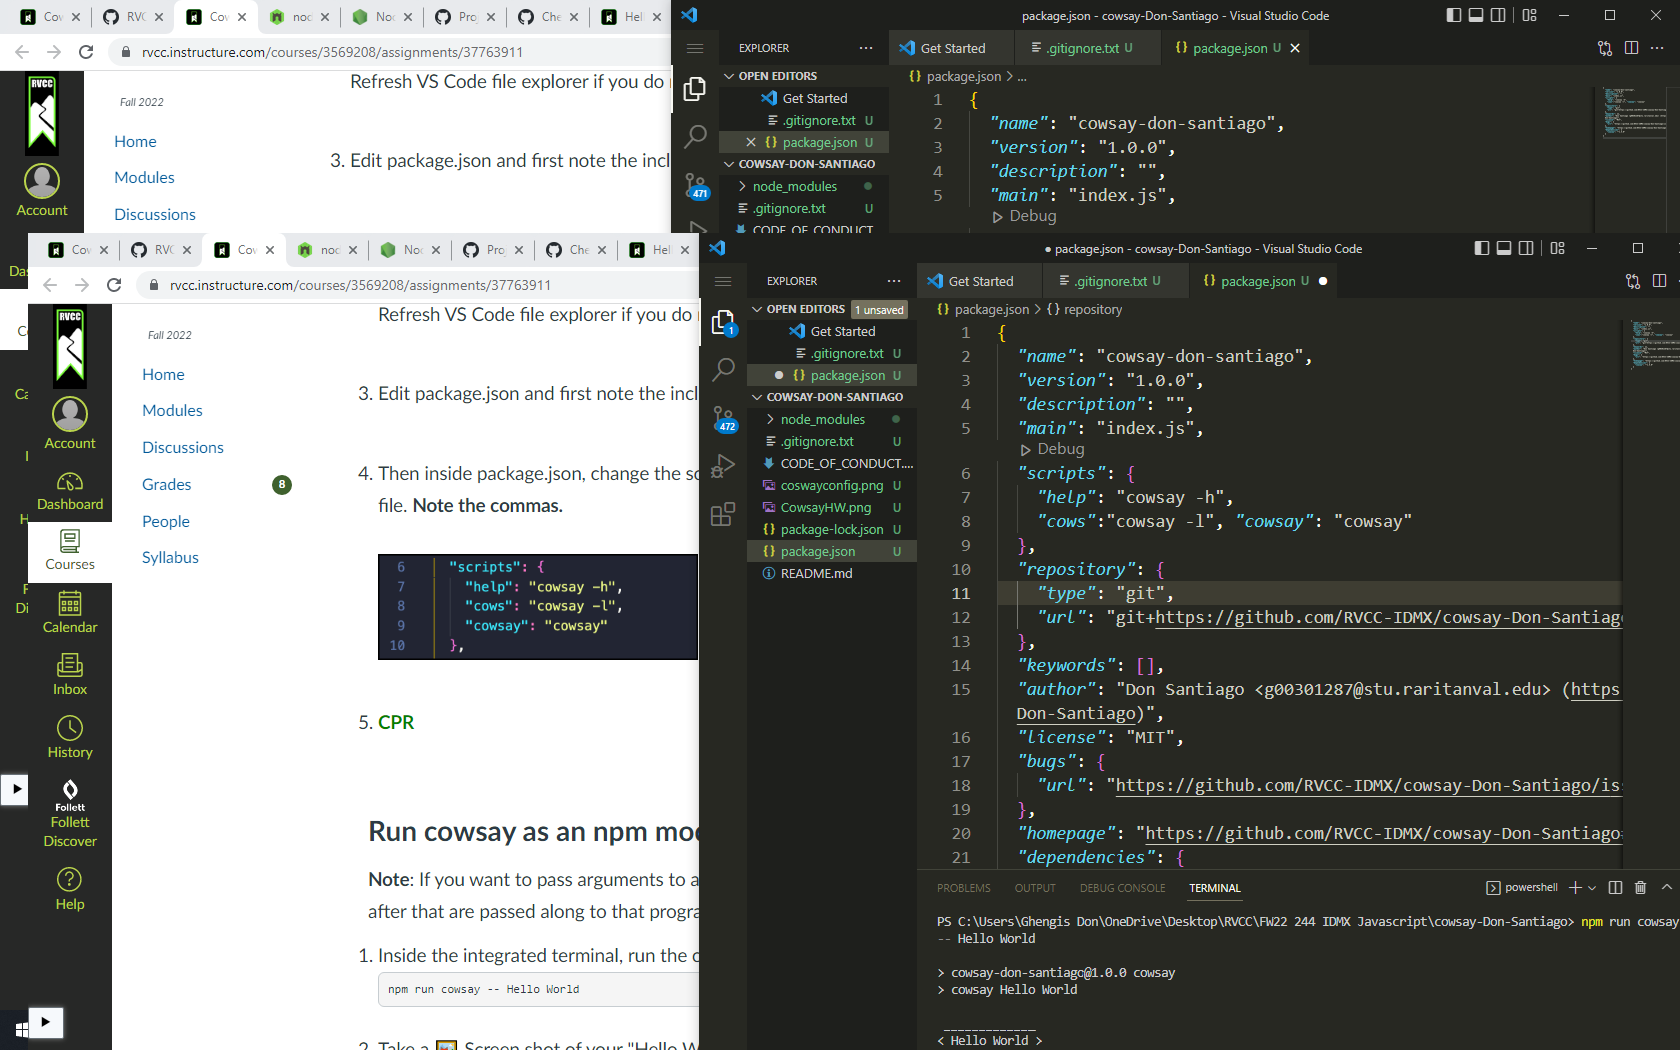 Cov
RVC
Cov
nod
Noc
Proj
Che
Hell
package.json - cowsay-Don-Santiago - Visual Studio Code
rvcc.instructure.com/courses/3569208/assignments/37763911
EXPLORER
Get Started
.gitignore.txt U
{} package.json U
RVCC
Fall 2022
Refresh VS Code file explorer if you do
OPEN EDITORS
{} package.json > ...
Get Started
.gitignore.txt U
{} package.json U
1 {
2 "name": "cowsay-don-santiago",
3 "version": "1.0.0",
4 "description": "",
5 "main": "index.js",
Debug
Home
Modules
Discussions
Account
3. Edit package.json and first note the incl
COWSAY-DON-SANTIAGO
node_modules
.gitignore.txt U
CODE_OF_CONDUCT
471
Cov
RVC
Cov
nod
Noc
Proj
Che
Hell
● package.json - cowsay-Don-Santiago - Visual Studio Code
rvcc.instructure.com/courses/3569208/assignments/37763911
RVCC
Account
Dashboard
Courses
Calendar
Inbox
History
Follett
Follett
Discover
Help
Fall 2022
Home
Modules
Discussions
Grades 8
People
Syllabus
Refresh VS Code file explorer if you do
3. Edit package.json and first note the incl
4. Then inside package.json, change the sc
file. Note the commas.
6 "scripts": {
7 "help": "cowsay -h",
8 "cows": "cowsay -l",
9 "cowsay": "cowsay"
10 },
5. CPR
Run cowsay as an npm mod
Note: If you want to pass arguments to a
after that are passed along to that progra
1. Inside the integrated terminal, run the c
npm run cowsay -- Hello World
2. Take a Screen shot of your "Hello W
EXPLORER
OPEN EDITORS 1 unsaved
Get Started
.gitignore.txt U
{} package.json U
COWSAY-DON-SANTIAGO
node_modules
.gitignore.txt U
CODE_OF_CONDUCT....
coswayconfig.png U
CowsayHW.png U
{} package-lock.json U
{} package.json U
README.md
1
472
Get Started
.gitignore.txt U
{} package.json U ●
{} package.json > {} repository
1 {
2 "name": "cowsay-don-santiago",
3 "version": "1.0.0",
4 "description": "",
5 "main": "index.js",
Debug
6 "scripts": {
7 "help": "cowsay -h",
8 "cows":"cowsay -l", "cowsay": "cowsay"
9 },
10 "repository": {
11 "type": "git",
12 "url": "git+https://github.com/RVCC-IDMX/cowsay-Don-Santiago
13 },
14 "keywords": [],
15 "author": "Don Santiago <g00301287@stu.raritanval.edu> (https
Don-Santiago)",
16 "license": "MIT",
17 "bugs": {
18 "url": "https://github.com/RVCC-IDMX/cowsay-Don-Santiago/is
19 },
20 "homepage": "https://github.com/RVCC-IDMX/cowsay-Don-Santiago
21 "dependencies": {
PROBLEMS OUTPUT DEBUG CONSOLE TERMINAL
powershell
PS C:\Users\Ghengis Don\OneDrive\Desktop\RVCC\FW22 244 IDMX Javascript\cowsay-Don-Santiago> npm run cowsay
-- Hello World
> cowsay-don-santiago@1.0.0 cowsay
> cowsay Hello World
_____________
< Hello World >